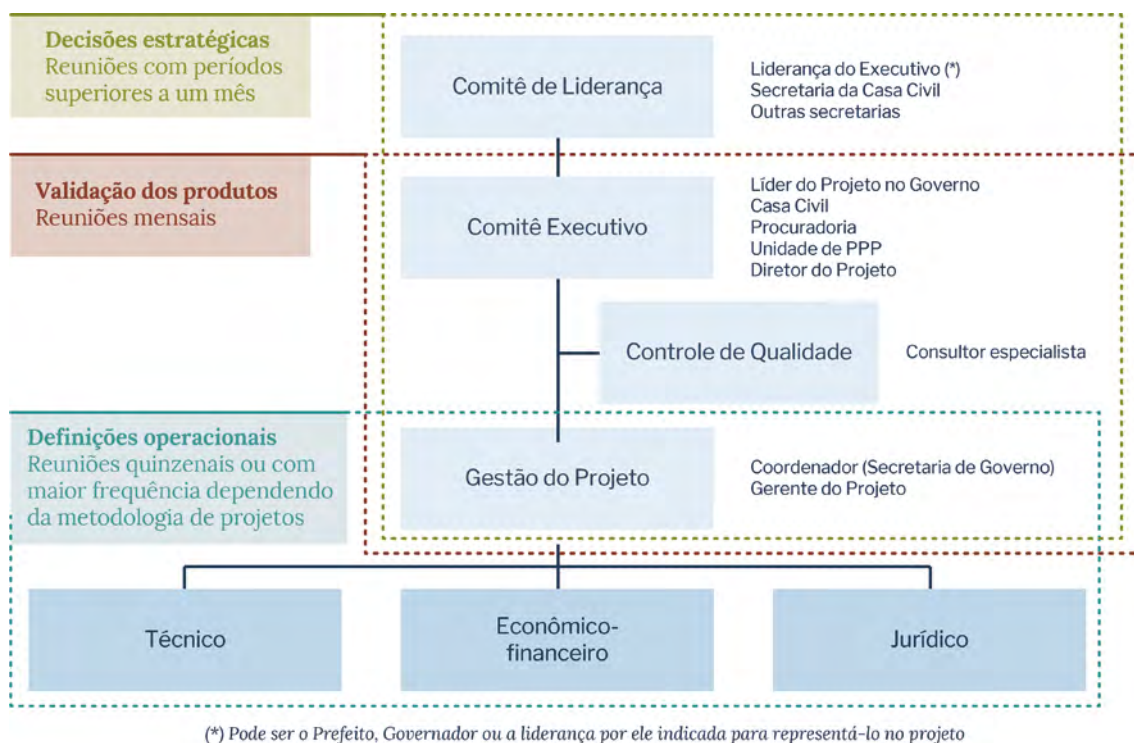 Decisões estratégicas
Reuniões com períodos
superiores a um mês
Comitê de Liderança
Liderança do Executivo (*)
Secretaria da Casa Civil
Outras secretarias
Validação dos produtos
Reuniões mensais
Comitê Executivo
Líder do Projeto no Governo
Casa Civil
Procuradoria
Unidade de PPP
Diretor do Projeto
Controle de Qualidade
Consultor especialista
Definições operacionais
Reuniões quinzenais ou com
maior frequência dependendo
da metodologia de projetos
Gestão do Projeto
Coordenador (Secretaria de Governo)
Gerente do Projeto
Técnico
Econômico-
financeiro
Jurídico
(*) Pode ser o Prefeito, Governador ou a liderança por ele indicada para representá-lo no projeto